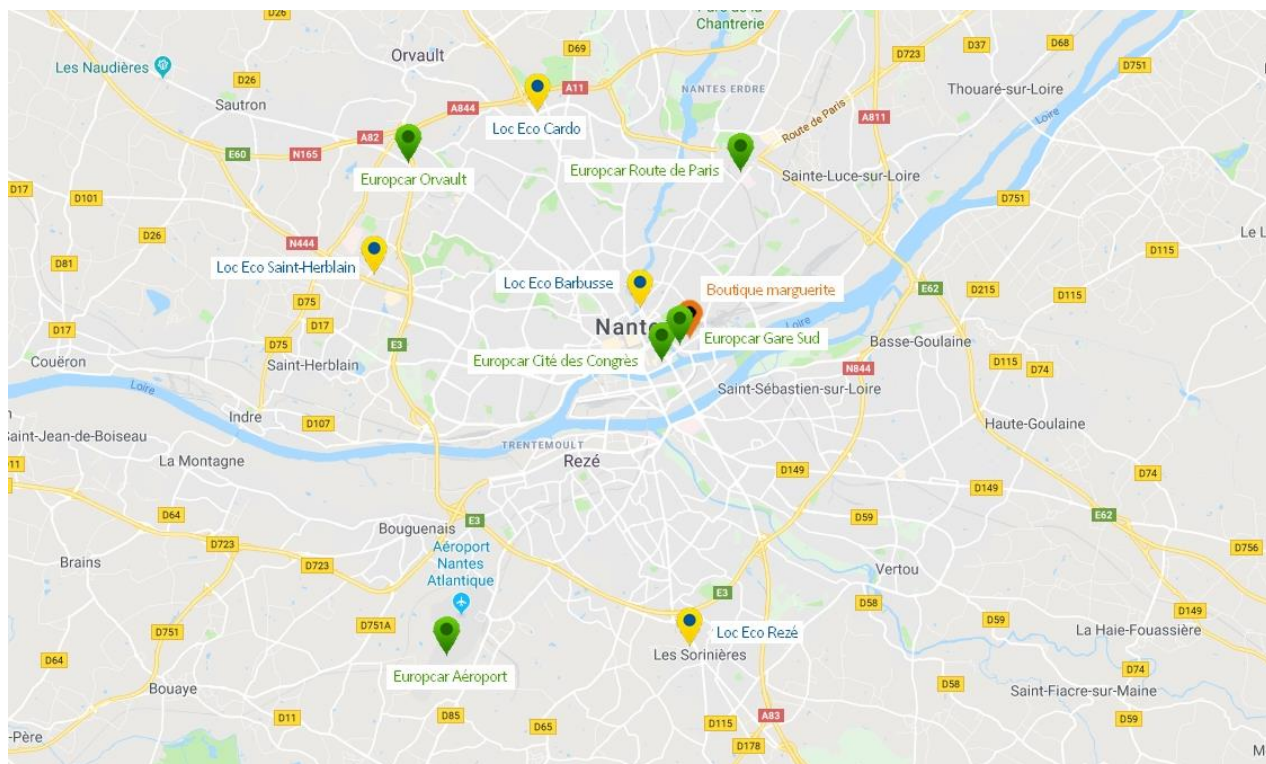 Parc de la
Chantrerie
Orvault
D69
D723
D37
D68
D751
Les Naudières
D26
A844
A11
NANTES ERDRE
Thouaré-sur-Loire
Sautron
Loc Eco Cardo
A811
Route de Paris
Loire
A82
E60
N165
Europcar Orvault
Europcar Route de Paris
Sainte-Luce-sur-Loire
D17
D101
D751
D26
N444
D115
Le L
D81
Loc Eco Saint-Herblain
Loc Eco Barbusse
Boutique marguerite
E62
D215
D115
D75
D17
D17
Nante
Loire
Europcar Gare Sud
Basse-Goulaine
D75
E3
Couëron
Saint-Herblain
Europcar Cité des Congrès
D115
D74
N844
Loire
Saint-Sébastien-sur-Loire
Indre
D107
Haute-Goulaine
aint-Jean-de-Boiseau
TRENTEMOULT
La Montagne
Rezé
D11
D149
D74
D149
D64
E3
D59
E62
Bouguenais
D723
D723
D756
Brains
Aéroport
Nantes
Atlantique
Vertou
E3
D58
D149
D751
D751A
Loc Eco Rezé
D59
La Haie-Fouassière
D64
Les Sorinières
D74
Europcar Aéroport
Bouaye
D58
Saint-Fiacre-sur-Maine
D11
D85
D65
D115
A83
D59
-Père
D178
M